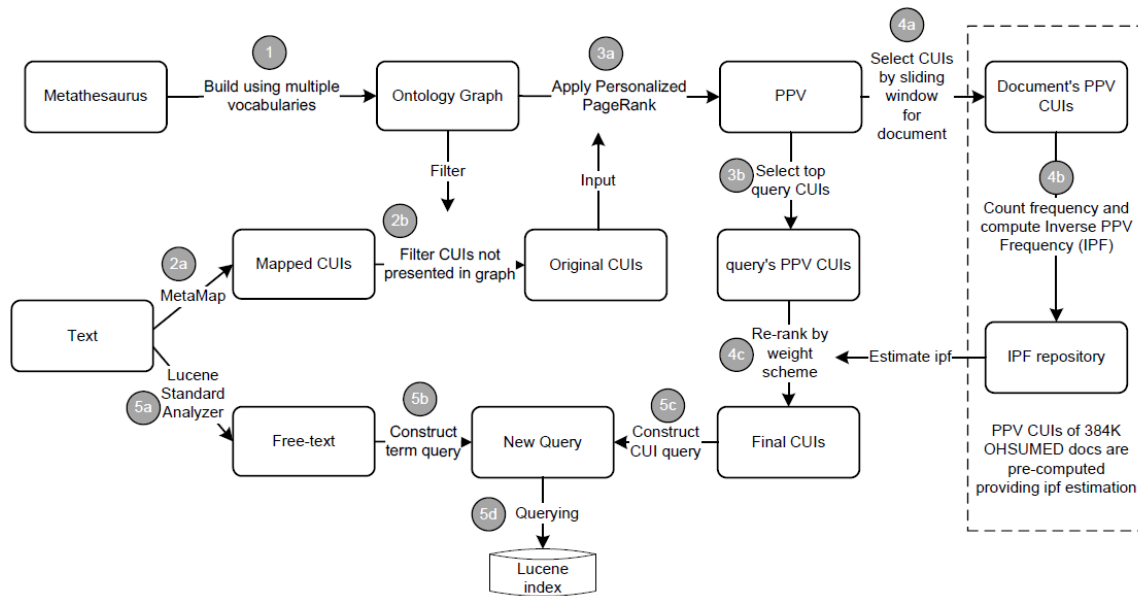 1
Build using multiple
vocabularies
Metathesaurus
Ontology Graph
3a
Apply Personalized
PageRank
PPV
4a
Select CUIs
by sliding
window
for
document
Document's PPV
CUIs
Filter
Input
3b
Select top
query CUIs
4b
Count frequency and
compute Inverse PPV
Frequency (IPF)
2a
MetaMap
Mapped CUIs
2b
Filter CUIs not
presented in graph
Original CUIs
query's PPV CUIs
Text
4c
Re-rank by
weight
scheme
Estimate ipf
IPF repository
5a
Lucene
Standard
Analyzer
Free-text
5b
Construct
term query
New Query
5c
Construct
CUI query
Final CUIs
PPV CUIs of 384K
OHSUMED docs are
pre-computed
providing ipf estimation
5d
Querying
Lucene
index